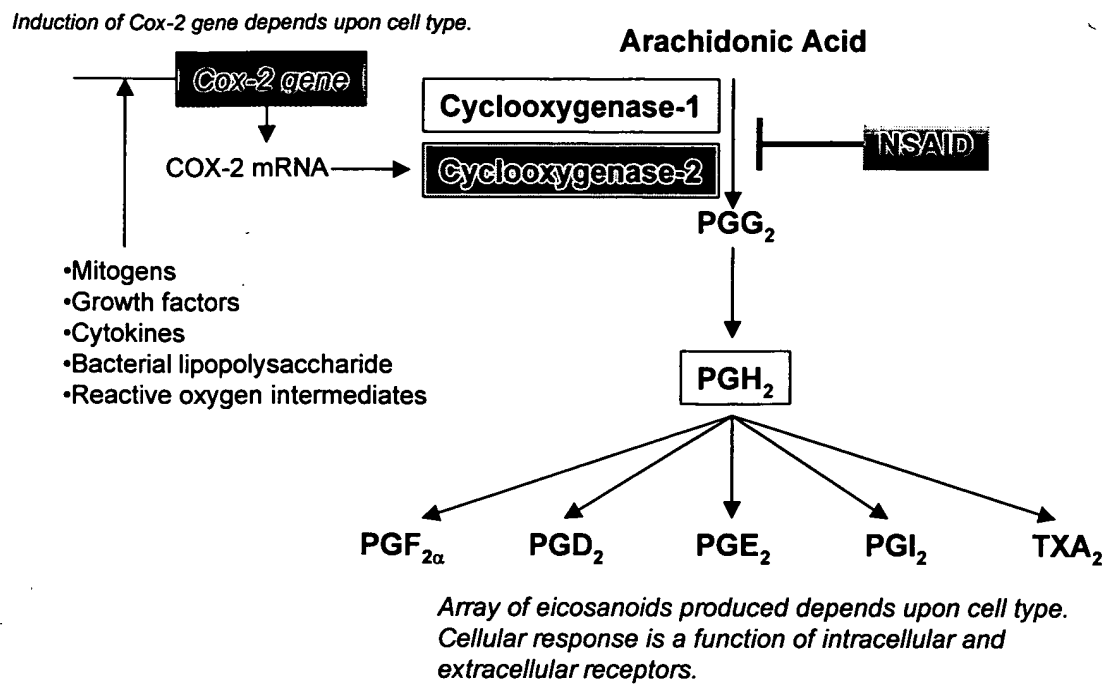 Induction of Cox-2 gene depends upon cell type.
Arachidonic Acid
Cox-2 gene
Cyclooxygenase-1
NSAID
COX-2 mRNA
Cyclooxygenase-2
PGG₂
•Mitogens
•Growth factors
•Cytokines
•Bacterial lipopolysaccharide
•Reactive oxygen intermediates
PGH₂
PGF₂α PGD₂ PGE₂ PGI₂ TXA₂
Array of eicosanoids produced depends upon cell type.
Cellular response is a function of intracellular and
extracellular receptors.